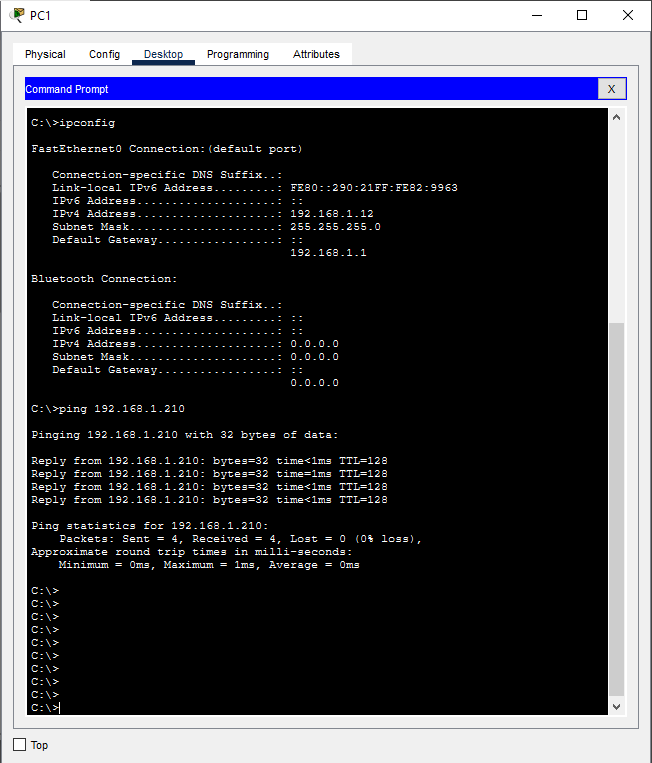 PC1
Physical Config Desktop Programming Attributes
Command Prompt X
C:\>ipconfig
FastEthernet0 Connection:(default port)
Connection-specific DNS Suffix..:
Link-local IPv6 Address.........: FE80::290:21FF:FE82:9963
IPv6 Address....................: ::
IPv4 Address....................: 192.168.1.12
Subnet Mask.....................: 255.255.255.0
Default Gateway.................: ::
192.168.1.1
Bluetooth Connection:
Connection-specific DNS Suffix..:
Link-local IPv6 Address.........: ::
IPv6 Address....................: ::
IPv4 Address....................: 0.0.0.0
Subnet Mask.....................: 0.0.0.0
Default Gateway.................: ::
0.0.0.0
C:\>ping 192.168.1.210
Pinging 192.168.1.210 with 32 bytes of data:
Reply from 192.168.1.210: bytes=32 time<1ms TTL=128
Reply from 192.168.1.210: bytes=32 time=1ms TTL=128
Reply from 192.168.1.210: bytes=32 time<1ms TTL=128
Reply from 192.168.1.210: bytes=32 time<1ms TTL=128
Ping statistics for 192.168.1.210:
Packets: Sent = 4, Received = 4, Lost = 0 (0% loss),
Approximate round trip times in milli-seconds:
Minimum = 0ms, Maximum = 1ms, Average = 0ms
C:\>
C:\>
C:\>
C:\>
C:\>
C:\>
C:\>
C:\>
C:\>
C:\>
Top